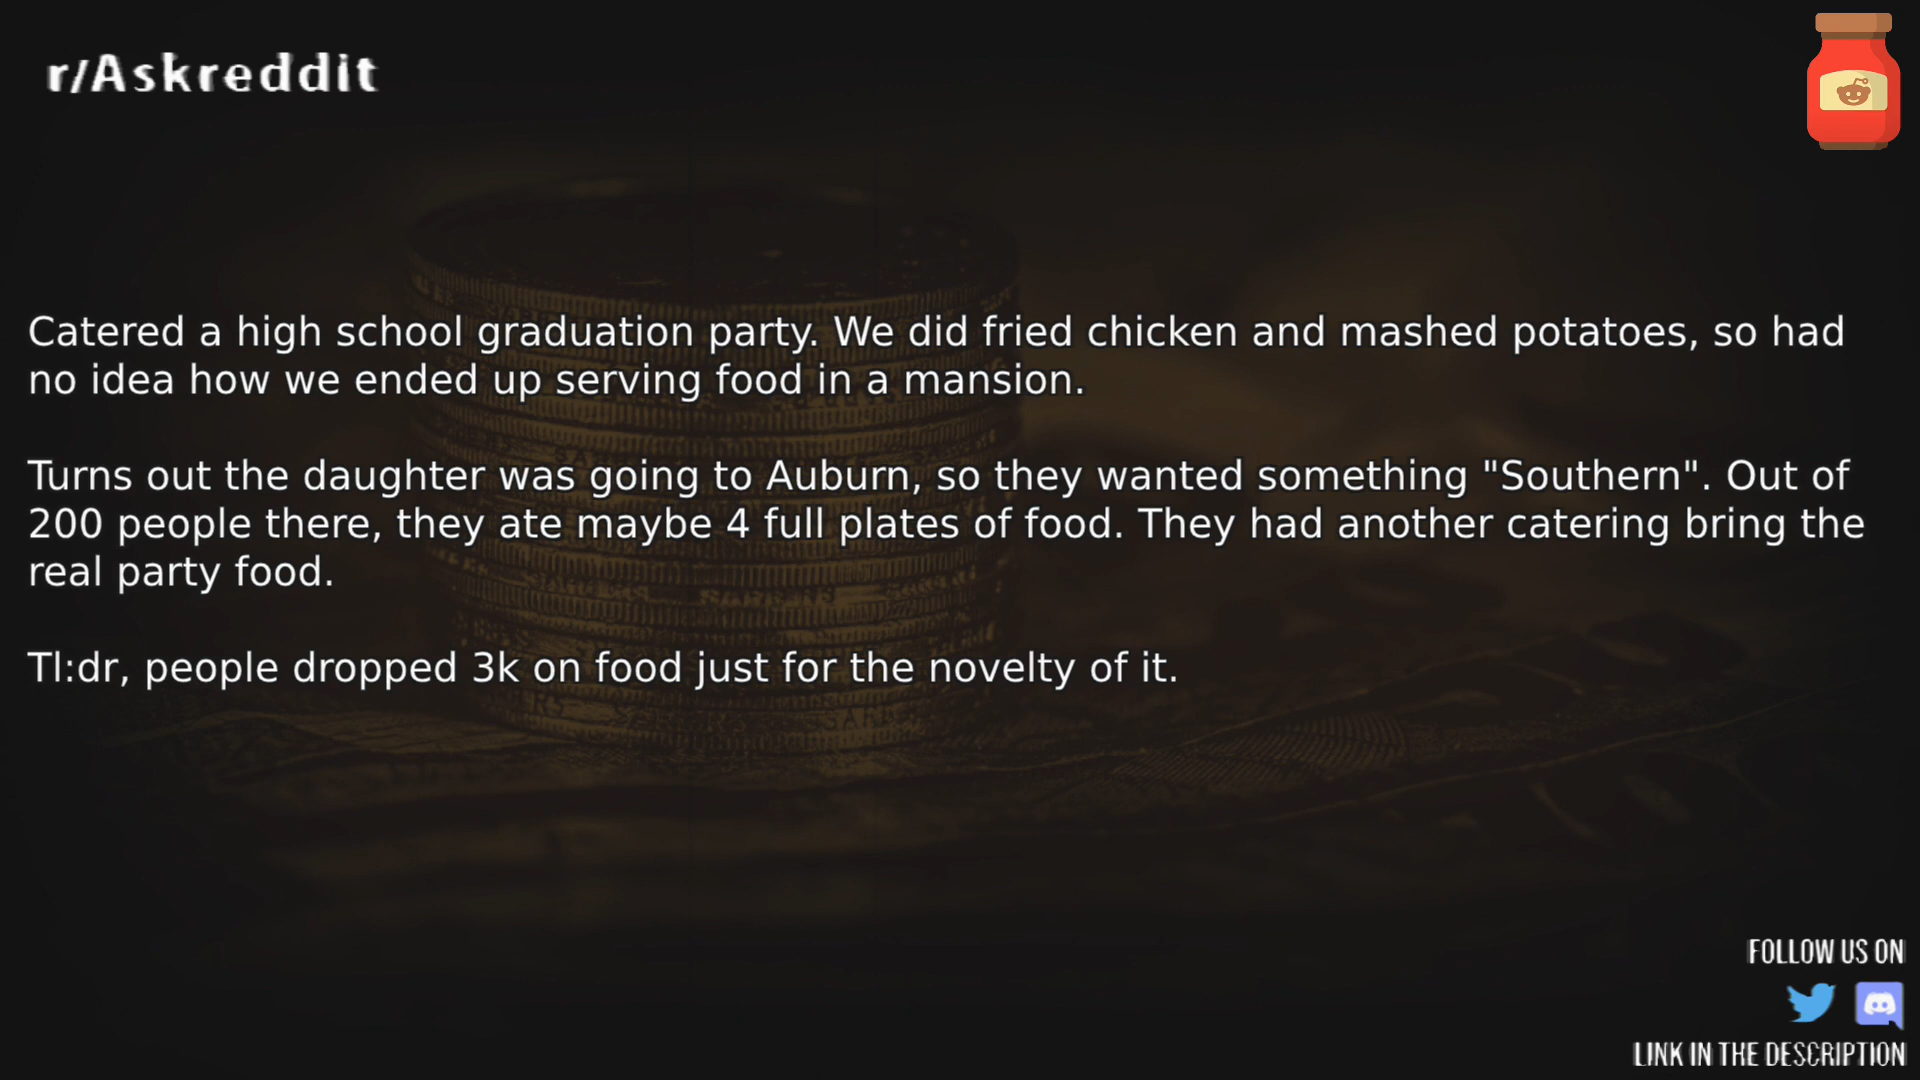 r/Askreddit
Catered a high school graduation party. We did fried chicken and mashed potatoes, so had
no idea how we ended up serving food in a mansion.
Turns out the daughter was going to Auburn, so they wanted something "Southern". Out of
200 people there, they ate maybe 4 full plates of food. They had another catering bring the
real party food.
Tl:dr, people dropped 3k on food just for the novelty of it.
FOLLOW US ON
LINK IN THE DESCRIPTION